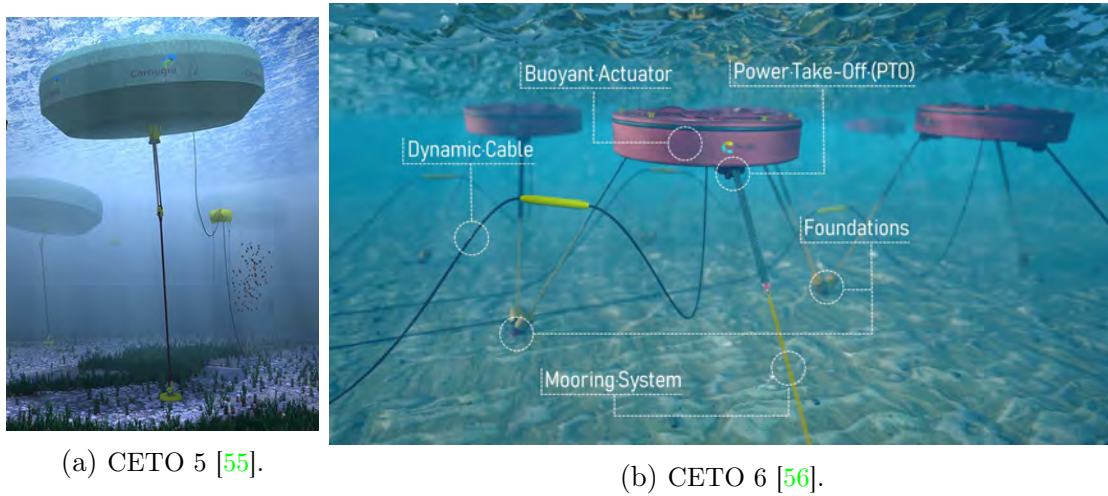 Carnegie
Buoyant Actuator
Power Take-Off (PTO)
Dynamic Cable
Foundations
Mooring System
(a) CETO 5 [55].
(b) CETO 6 [56].